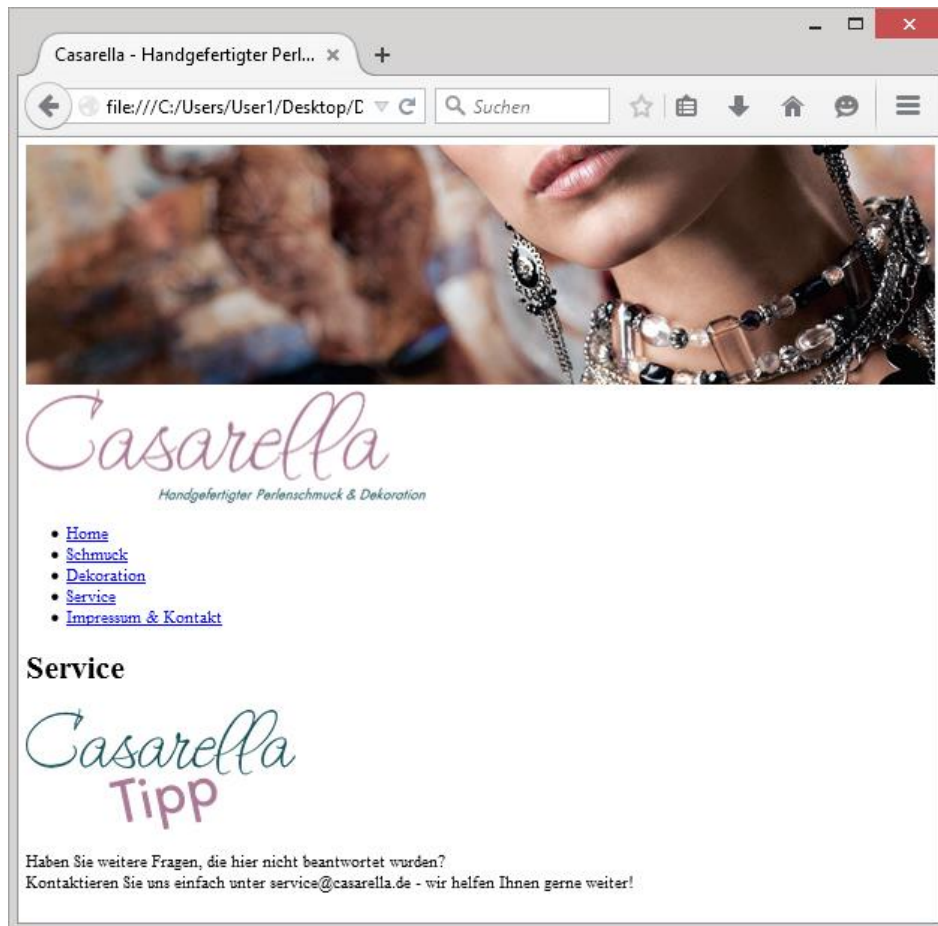 Casarella - Handgefertigter Perl...
file:///C:/Users/User1/Desktop/D
Suchen
Casarella
Handgefertigter Perlenschmuck & Dekoration
Home
Schmuck
Dekoration
Service
Impressum & Kontakt
Service
Casarella
Tipp
Haben Sie weitere Fragen, die hier nicht beantwortet wurden?
Kontaktieren Sie uns einfach unter service@casarella.de - wir helfen Ihnen gerne weiter!